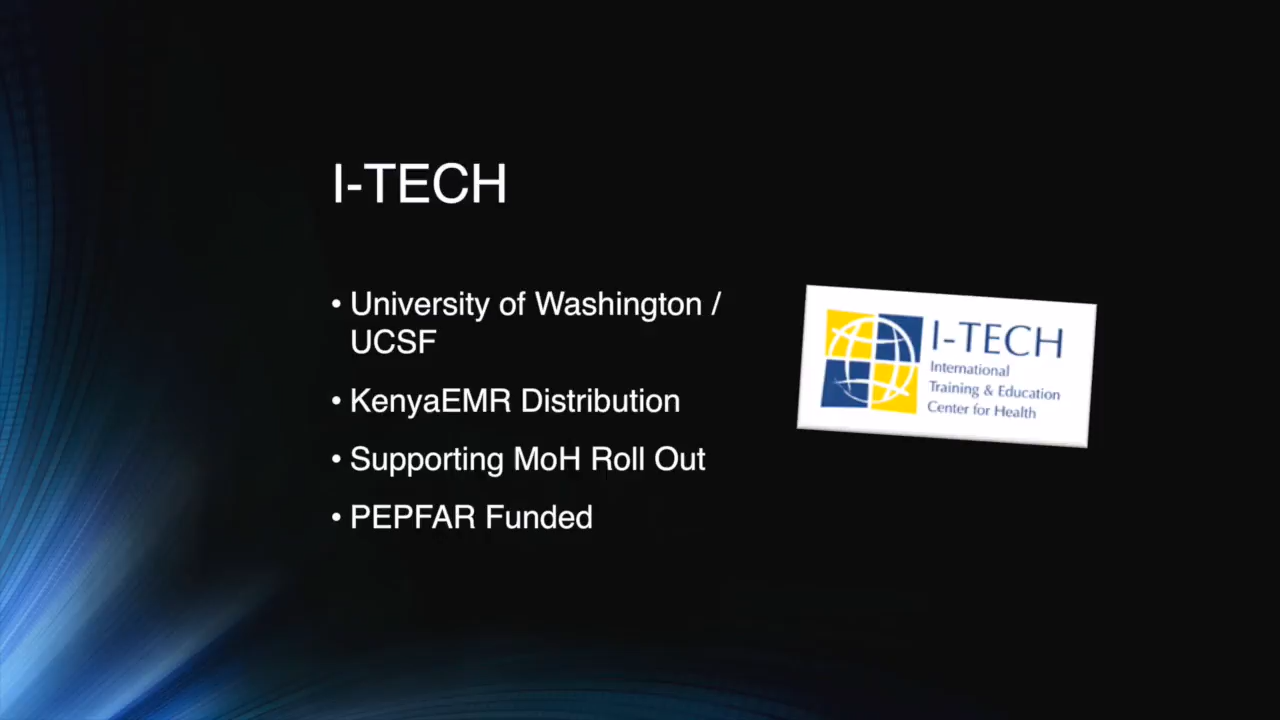 I-TECH
• University of Washington /
UCSF
• KenyaEMR Distribution
• Supporting MoH Roll Out
• PEPFAR Funded
I-TECH
International
Training & Education
Center for Health